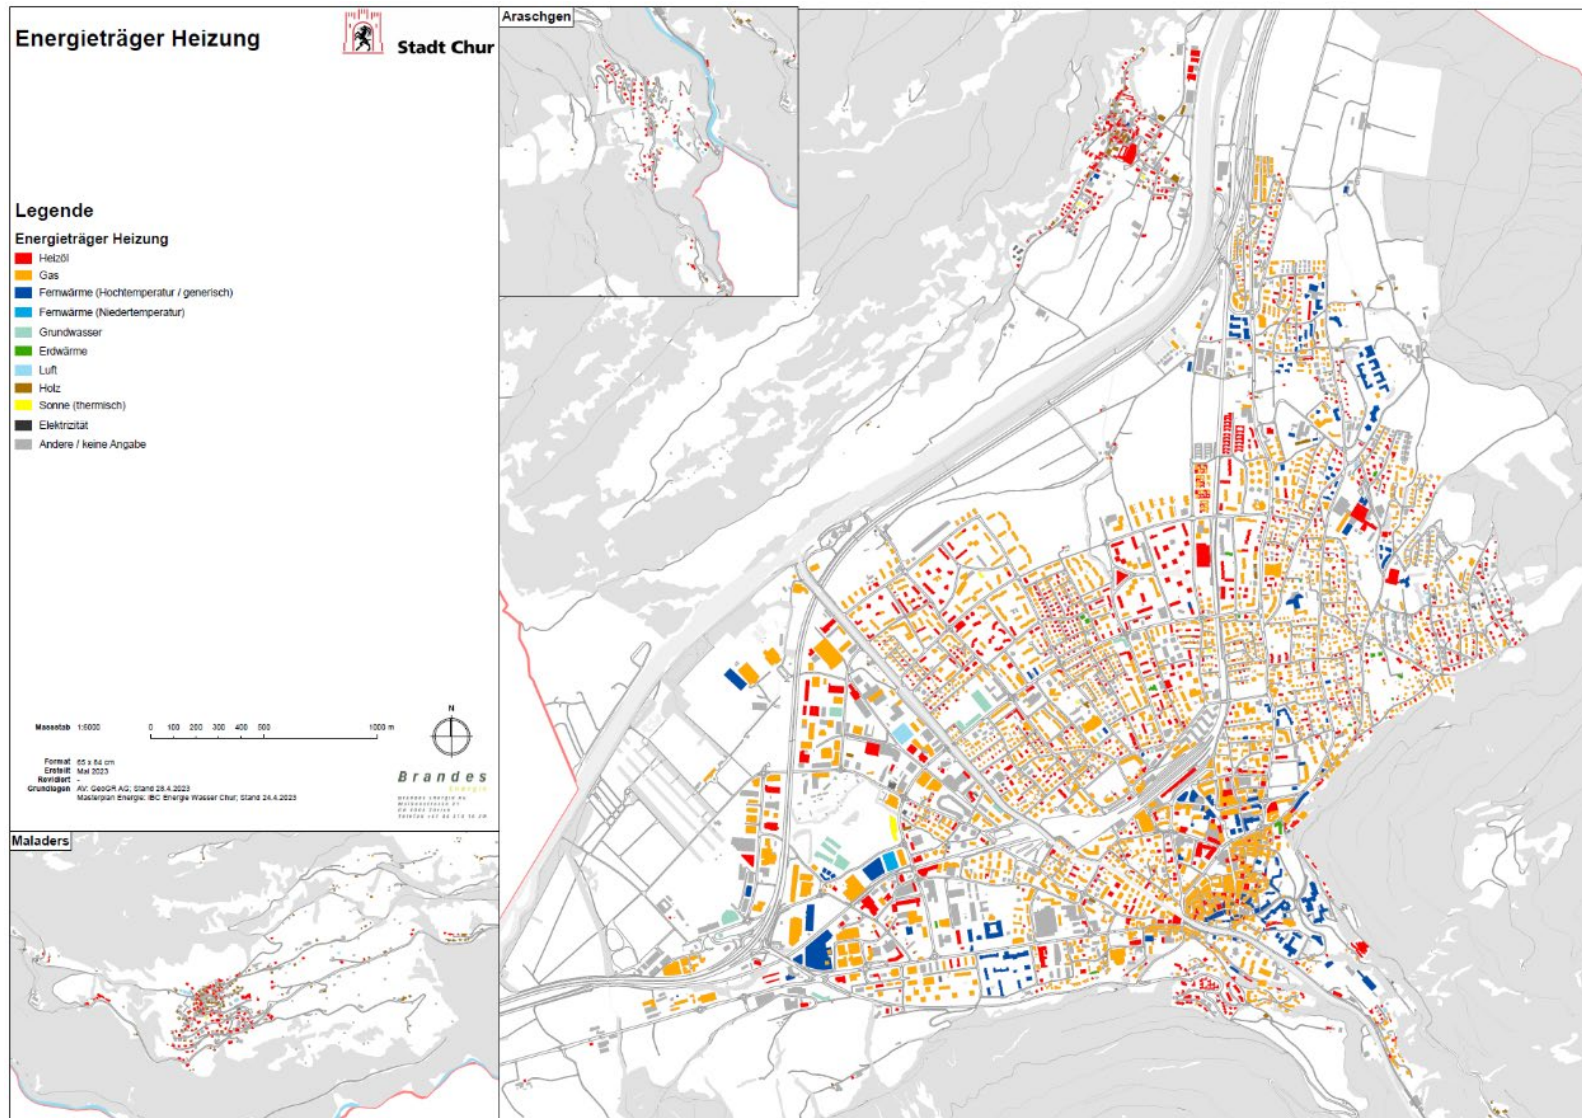 Energieträger Heizung
Stadt Chur
Legende
Energieträger Heizung
Heizöl
Gas
Fernwärme (Hochtemperatur / generisch)
Fernwärme (Niedertemperatur)
Grundwasser
Erdwärme
Luft
Holz
Sonne (thermisch)
Elektrizität
Andere / keine Angabe
N
Massstab 1:6000
0 100 200 300 400 500 1000 m
Format 65 x 84 cm
Erstellt Mai 2023
Revidiert -
Grundlagen AV: GeoGR AG; Stand 28.4.2023
Masterplan Energie: IBC Energie Wasser Chur; Stand 24.4.2023
Brandes
Energie
Araschgen
Maladers